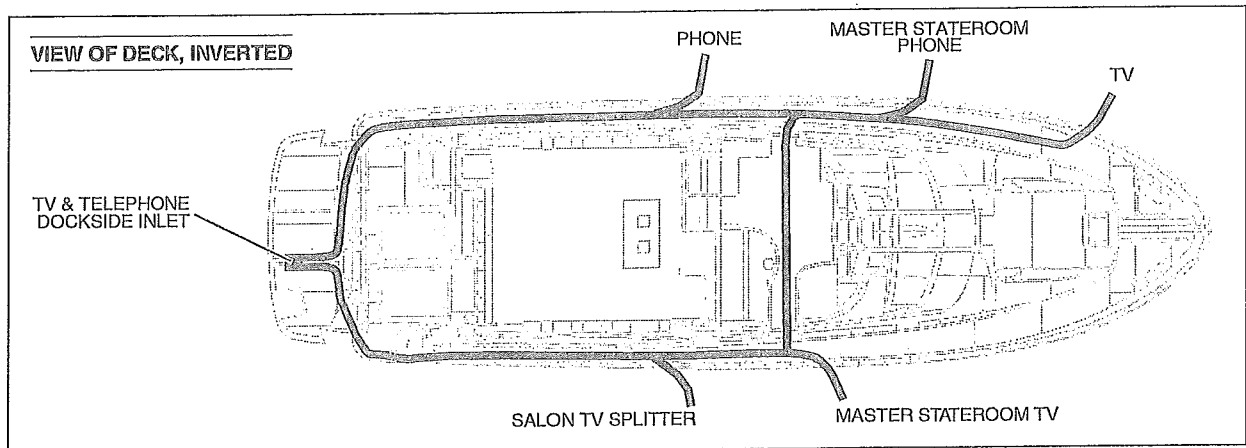 VIEW OF DECK, INVERTED
PHONE
MASTER STATEROOM
PHONE
TV
TV & TELEPHONE
DOCKSIDE INLET
SALON TV SPLITTER
MASTER STATEROOM TV